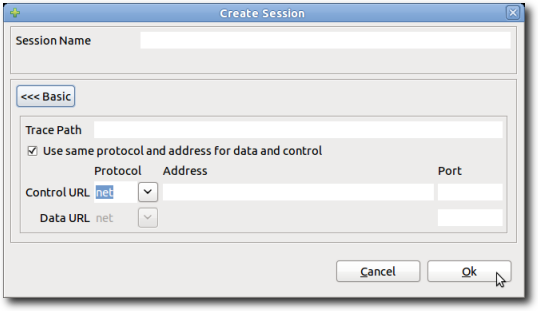 Create Session
Session Name
<<< Basic
Trace Path
Use same protocol and address for data and control
Protocol Address Port
Control URL net
Data URL net
Cancel Ok